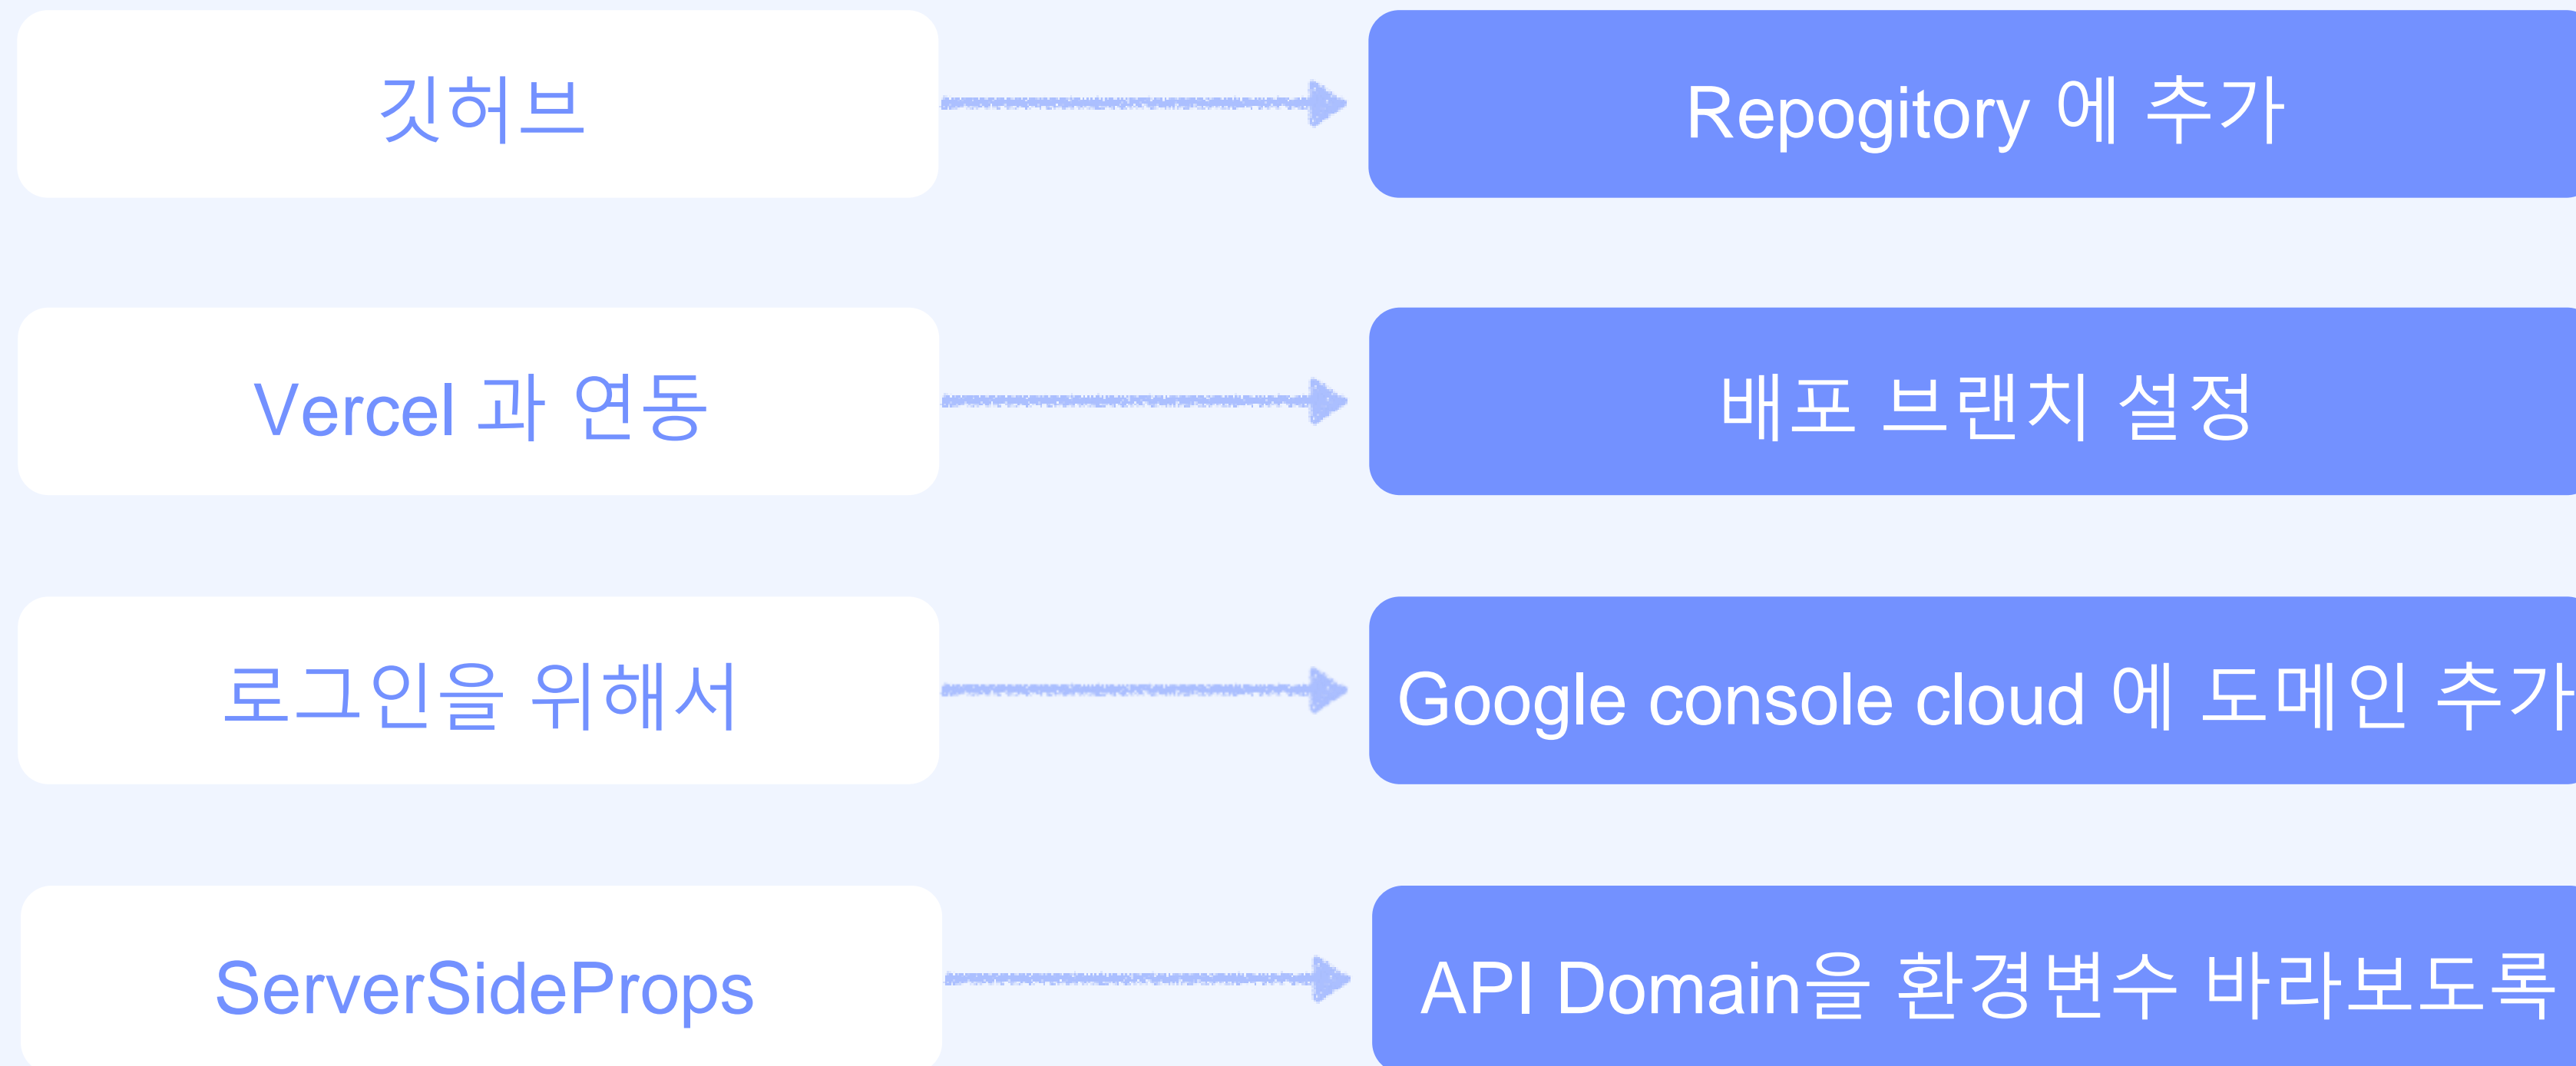 깃허브
Repogitory 에 추가
Vercel 과 연동
배포 브랜치 설정
로그인을 위해서
Google console cloud 에 도메인 추가
ServerSideProps
API Domain을 환경변수 바라보도록